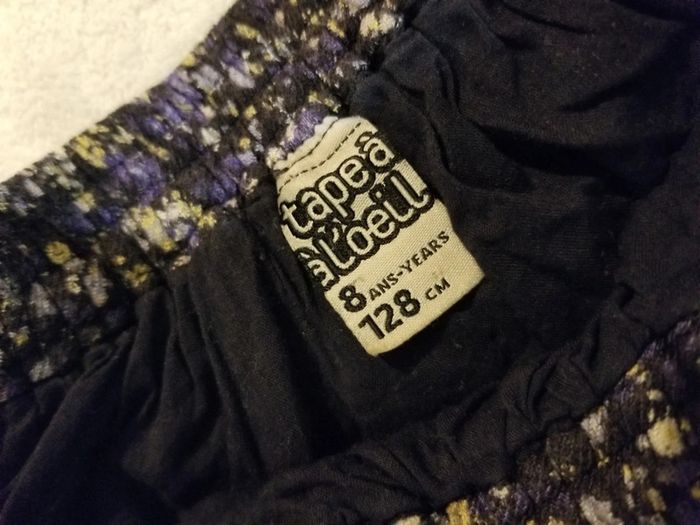 tape à
à l'oeil
8 ANS-YEARS
128 CM